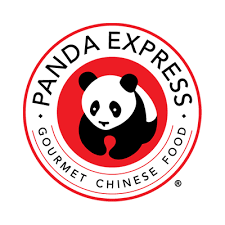 PANDA EXPRESS
GOURMET CHINESE FOOD
®